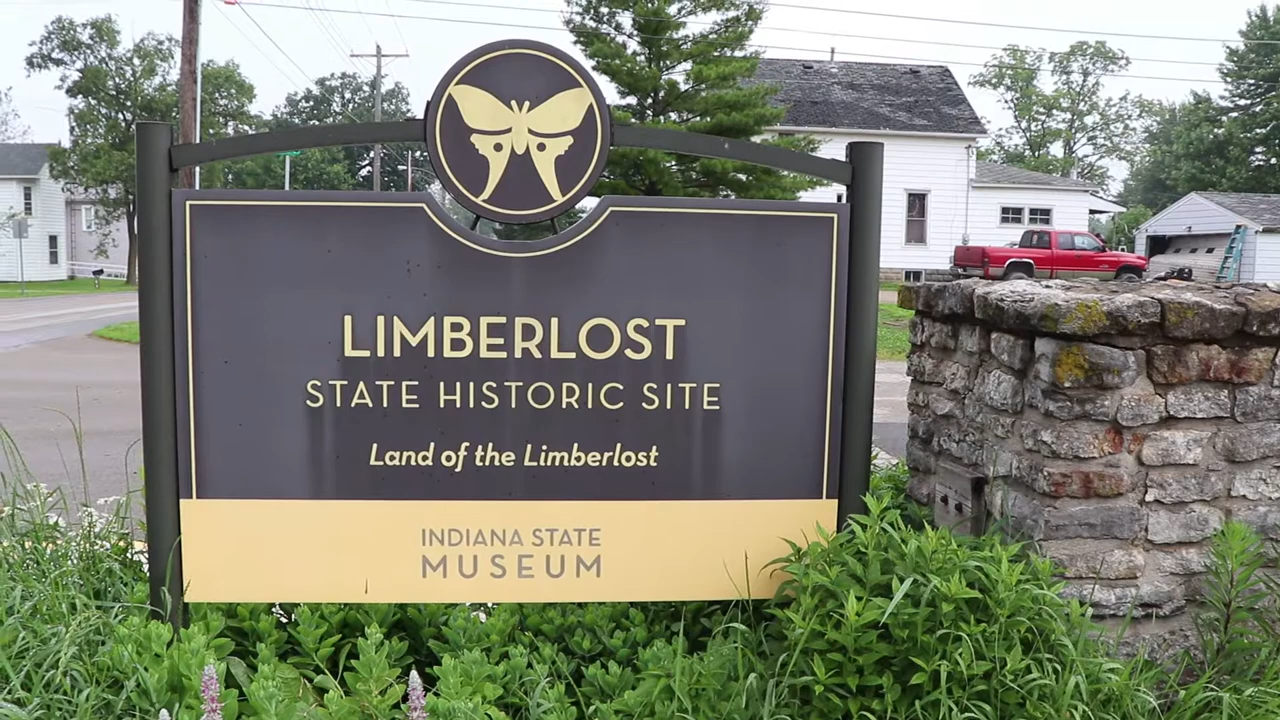 LIMBERLOST
STATE HISTORIC SITE
Land of the Limberlost
INDIANA STATE
MUSEUM